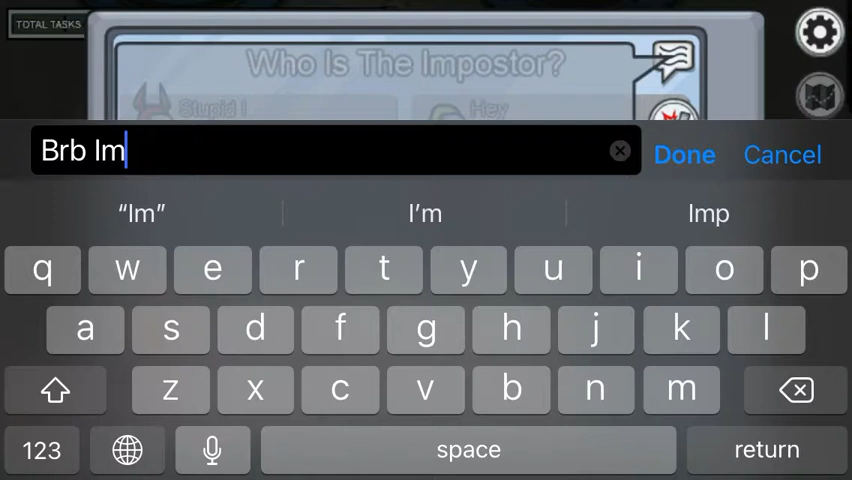 TOTAL TASKS
Who Is The Impostor?
Stupid I
Hey
Brb Im
Done
Cancel
“Im”
I’m
Imp
q w e r t y u i o p
a s d f g h j k l
z x c v b n m
123
space
return